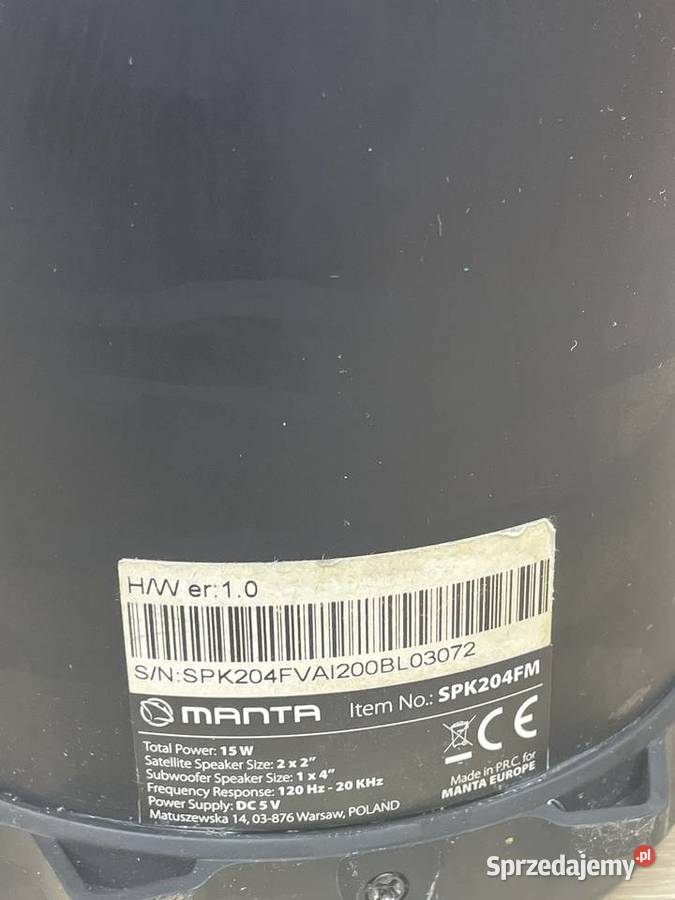 H/W er:1.0
S/N:SPK204FVAI200BL03072
MANTA
Item No.: SPK204FM
Total Power: 15 W
Satellite Speaker Size: 2 x 2"
Subwoofer Speaker Size: 1 x 4"
Frequency Response: 120 Hz - 20 KHz
Power Supply: DC 5 V
Matuszewska 14, 03-876 Warsaw, POLAND
CE
Made in P.R.C. for
MANTA EUROPE
Sprzedajemy.pl